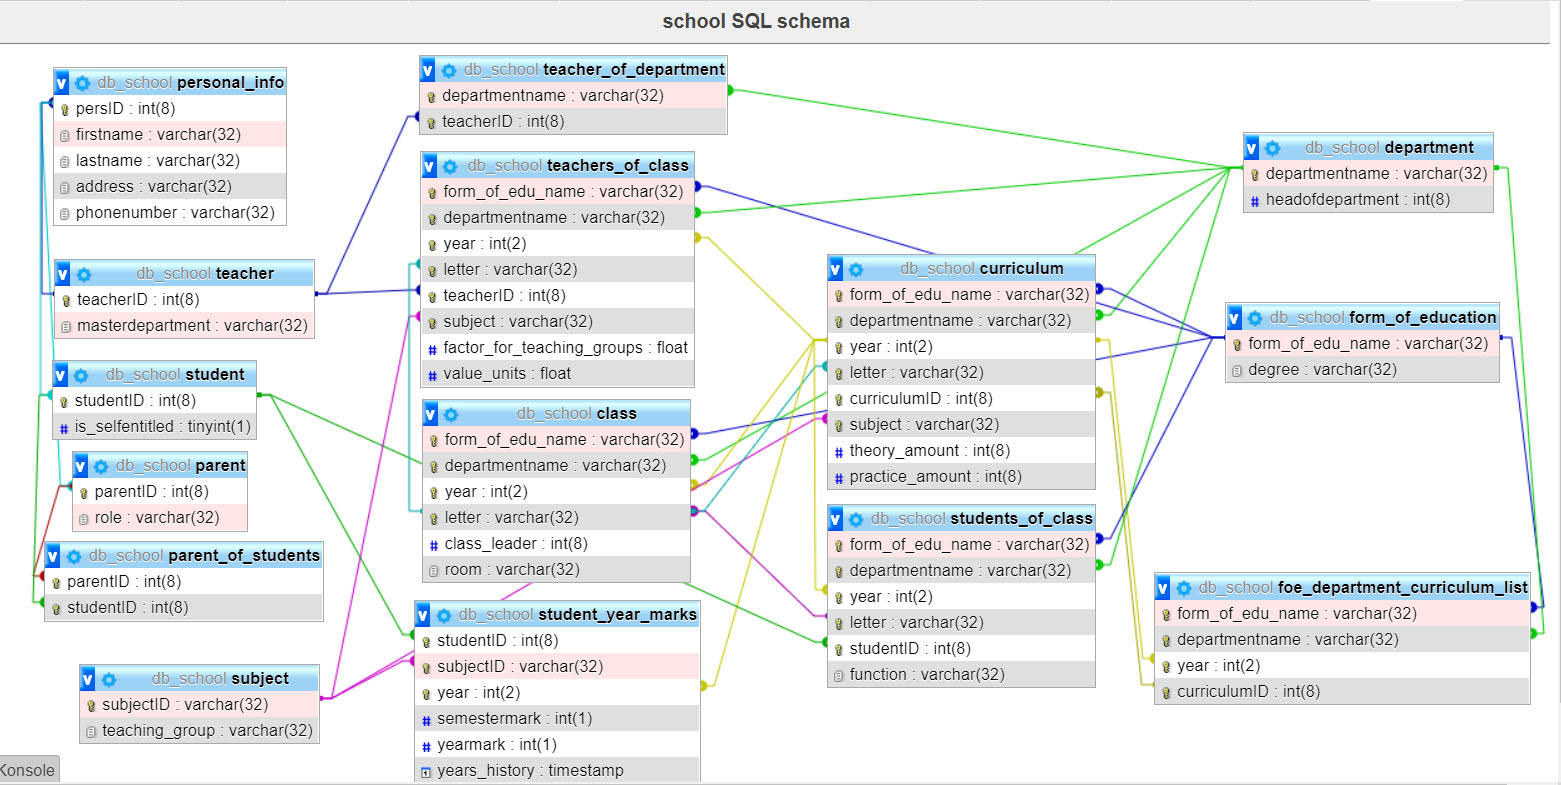 school SQL schema
v db_school personal_info
persID : int(8)
firstname : varchar(32)
lastname : varchar(32)
address : varchar(32)
phonenumber : varchar(32)
v db_school teacher
teacherID : int(8)
masterdepartment : varchar(32)
v db_school student
studentID : int(8)
# is_selfentitled : tinyint(1)
v db_school parent
parentID : int(8)
role : varchar(32)
v db_school parent_of_students
parentID : int(8)
studentID : int(8)
v db_school subject
subjectID : varchar(32)
teaching_group : varchar(32)
v db_school teacher_of_department
departmentname : varchar(32)
teacherID : int(8)
v db_school teachers_of_class
form_of_edu_name : varchar(32)
departmentname : varchar(32)
year : int(2)
letter : varchar(32)
teacherID : int(8)
subject : varchar(32)
# factor_for_teaching_groups : float
# value_units : float
v db_school class
form_of_edu_name : varchar(32)
departmentname : varchar(32)
year : int(2)
letter : varchar(32)
# class_leader : int(8)
room : varchar(32)
v db_school student_year_marks
studentID : int(8)
subjectID : varchar(32)
year : int(2)
# semestermark : int(1)
# yearmark : int(1)
years_history : timestamp
v db_school curriculum
form_of_edu_name : varchar(32)
departmentname : varchar(32)
year : int(2)
letter : varchar(32)
curriculumID : int(8)
subject : varchar(32)
# theory_amount : int(8)
# practice_amount : int(8)
v db_school students_of_class
form_of_edu_name : varchar(32)
departmentname : varchar(32)
year : int(2)
letter : varchar(32)
studentID : int(8)
function : varchar(32)
v db_school department
departmentname : varchar(32)
# headofdepartment : int(8)
v db_school form_of_education
form_of_edu_name : varchar(32)
degree : varchar(32)
v db_school foe_department_curriculum_list
form_of_edu_name : varchar(32)
departmentname : varchar(32)
year : int(2)
curriculumID : int(8)
Konsole